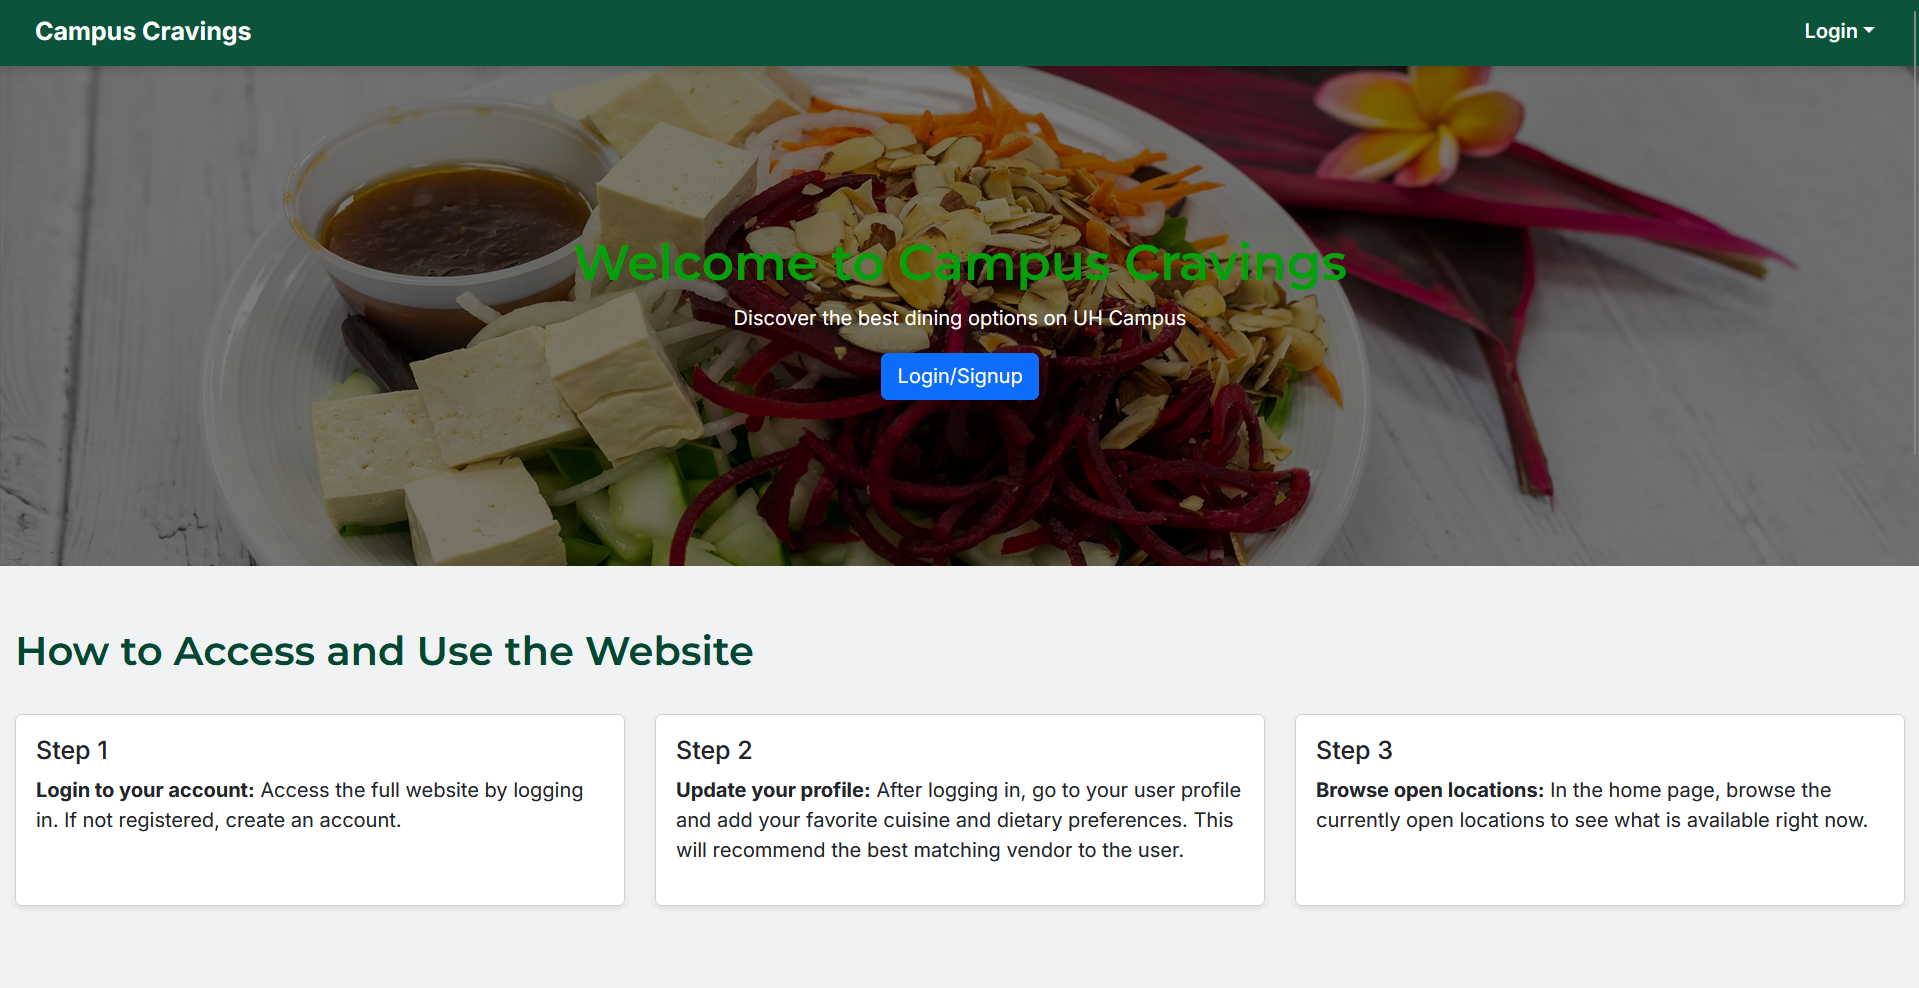 Campus Cravings
Login
Welcome to Campus Cravings
Discover the best dining options on UH Campus
Login/Signup
How to Access and Use the Website
Step 1
Login to your account: Access the full website by logging
in. If not registered, create an account.
Step 2
Update your profile: After logging in, go to your user profile
and add your favorite cuisine and dietary preferences. This
will recommend the best matching vendor to the user.
Step 3
Browse open locations: In the home page, browse the
currently open locations to see what is available right now.